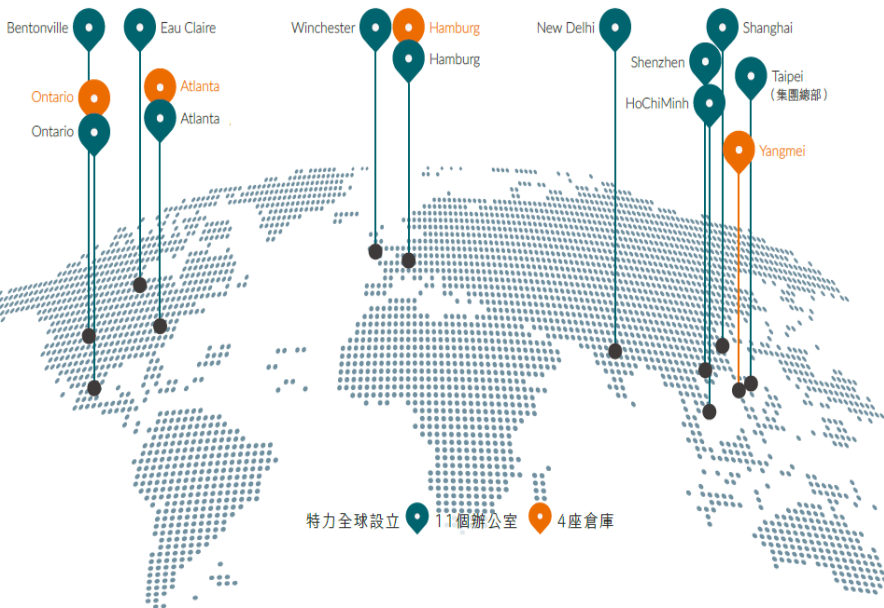 Bentonville
Eau Claire
Winchester
Hamburg
New Delhi
Shanghai
Hamburg
Shenzhen
Taipei
(集團總部)
Ontario
Atlanta
HoChiMinh
Ontario
Atlanta
Yangmei
特力全球設立 11個辦公室 4座倉庫